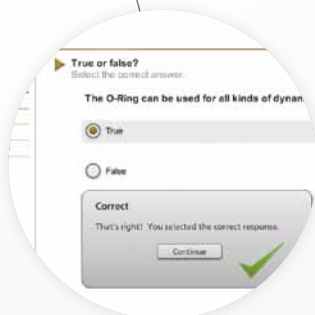 True or false?
Select the correct answer.
The O-Ring can be used for all kinds of dynan
True
False
Correct
That's right! You selected the correct response.
Continue